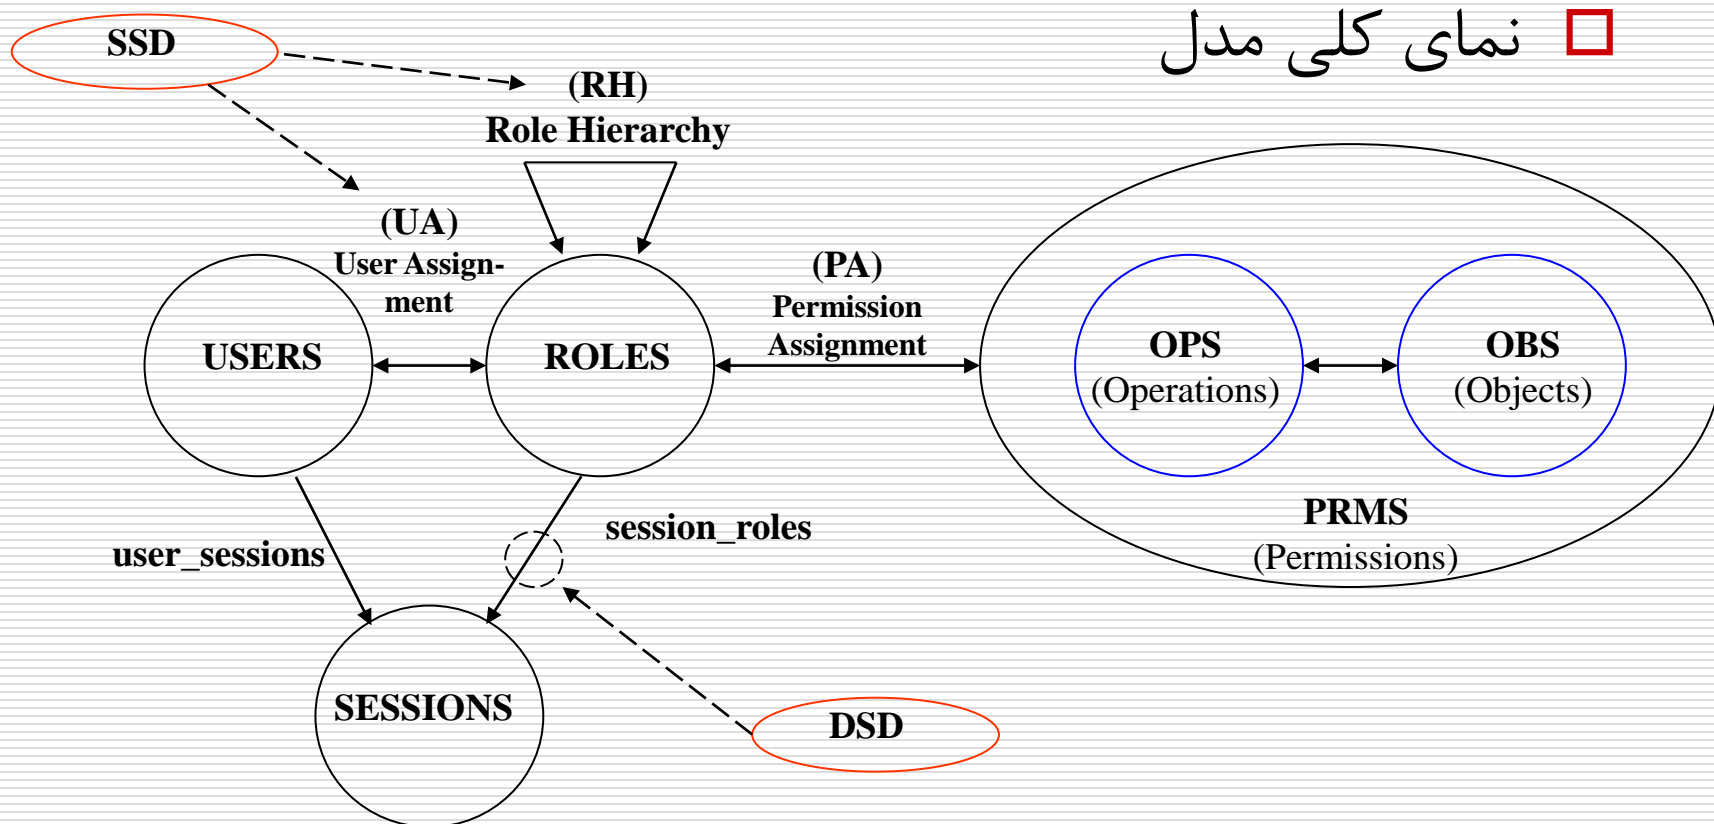 نمای کلی مدل
SSD
(RH)
Role Hierarchy
(UA)
User Assign-
ment
(PA)
Permission
Assignment
USERS
ROLES
OPS
(Operations)
OBS
(Objects)
PRMS
(Permissions)
user_sessions
session_roles
SESSIONS
DSD